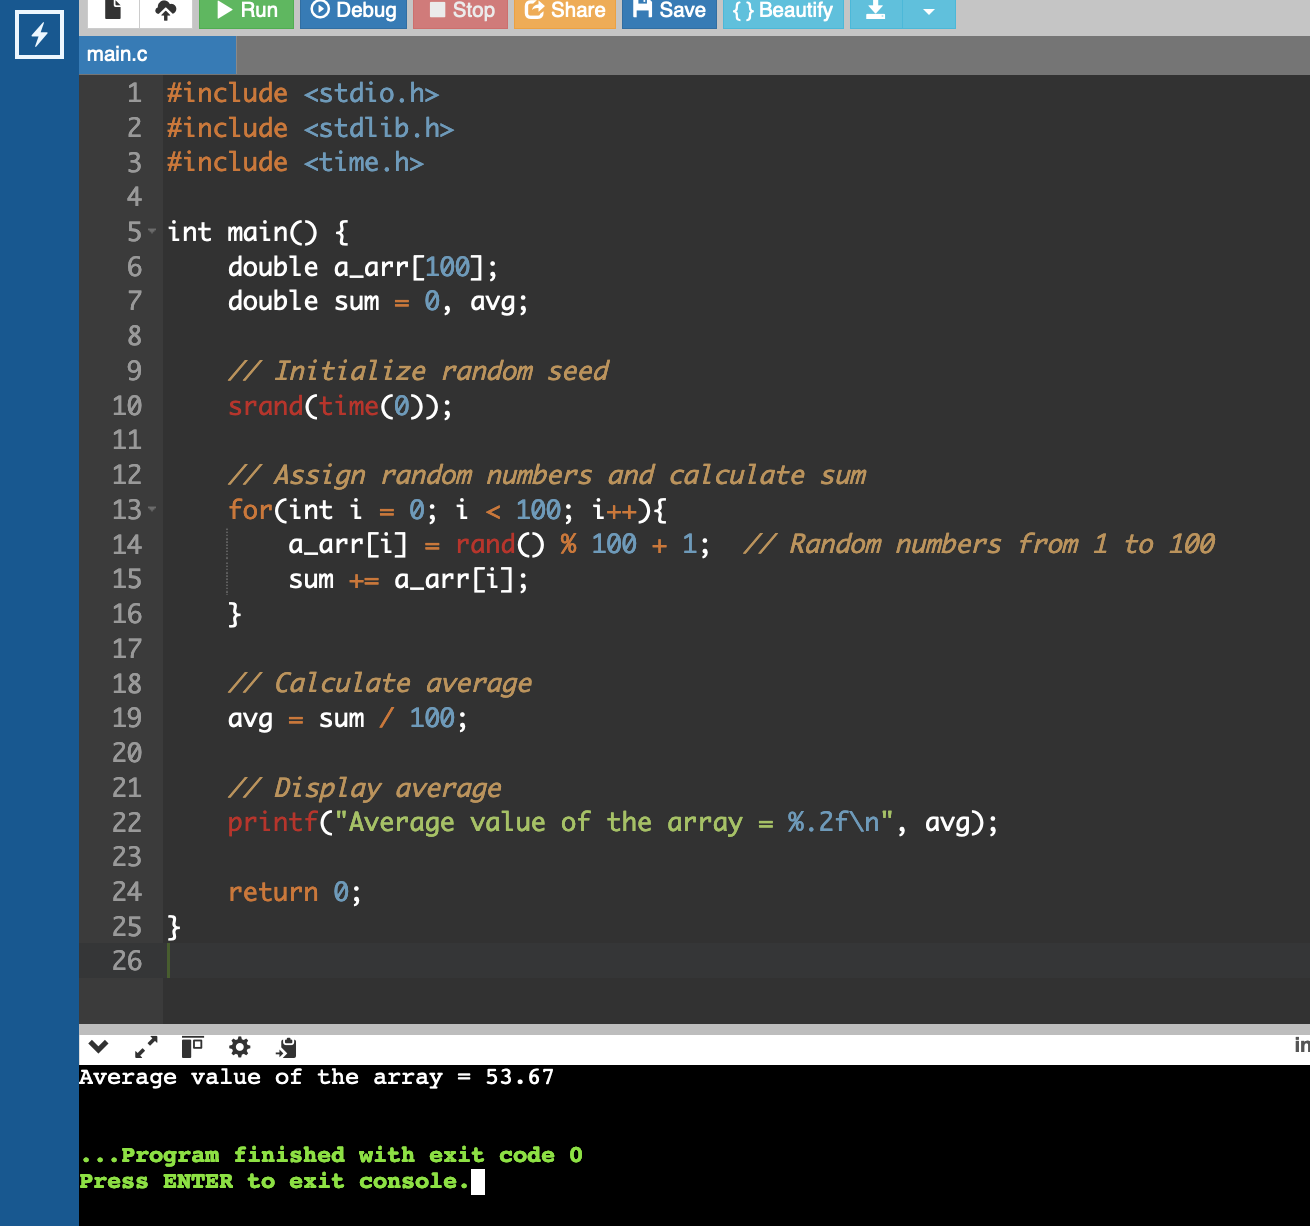 Run Debug Stop Share Save { } Beautify
main.c
1 #include <stdio.h>
2 #include <stdlib.h>
3 #include <time.h>
4
5 int main() {
6     double a_arr[100];
7     double sum = 0, avg;
8
9     // Initialize random seed
10     srand(time(0));
11
12     // Assign random numbers and calculate sum
13     for(int i = 0; i < 100; i++){
14         a_arr[i] = rand() % 100 + 1;  // Random numbers from 1 to 100
15         sum += a_arr[i];
16     }
17
18     // Calculate average
19     avg = sum / 100;
20
21     // Display average
22     printf("Average value of the array = %.2f\n", avg);
23
24     return 0;
25 }
26
Average value of the array = 53.67
...Program finished with exit code 0
Press ENTER to exit console.